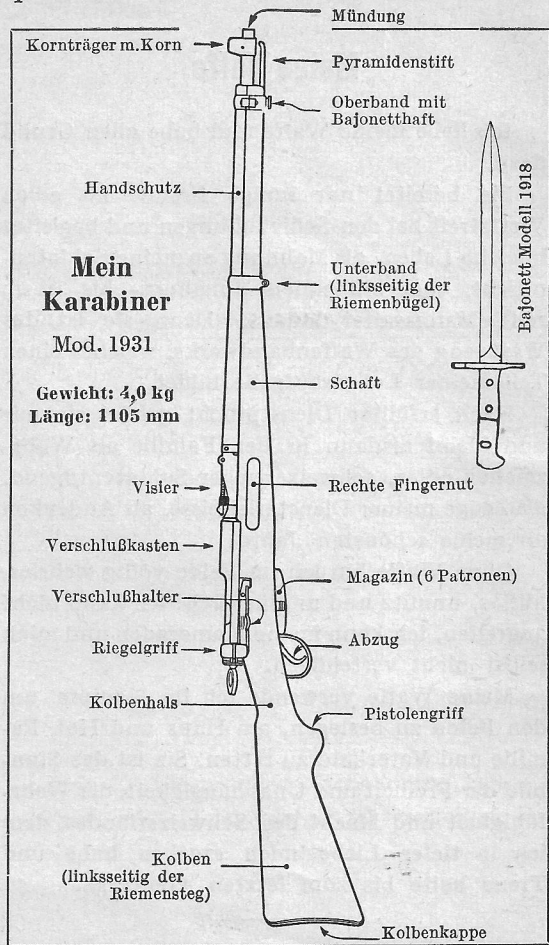 Mündung
Kornträger m. Korn
Pyramidenstift
Oberband mit
Bajonetthaft
Handschutz
Bajonett Modell 1918
Mein
Karabiner
Mod. 1931
Gewicht: 4,0 kg
Länge: 1105 mm
Unterband
(linksseitig der
Riemenbügel)
Schaft
Visier
Rechte Fingernut
Verschlußkasten
Magazin (6 Patronen)
Verschlußhalter
Abzug
Riegelgriff
Kolbenhals
Pistolengriff
Kolben
(linksseitig der
Riemensteg)
Kolbenkappe